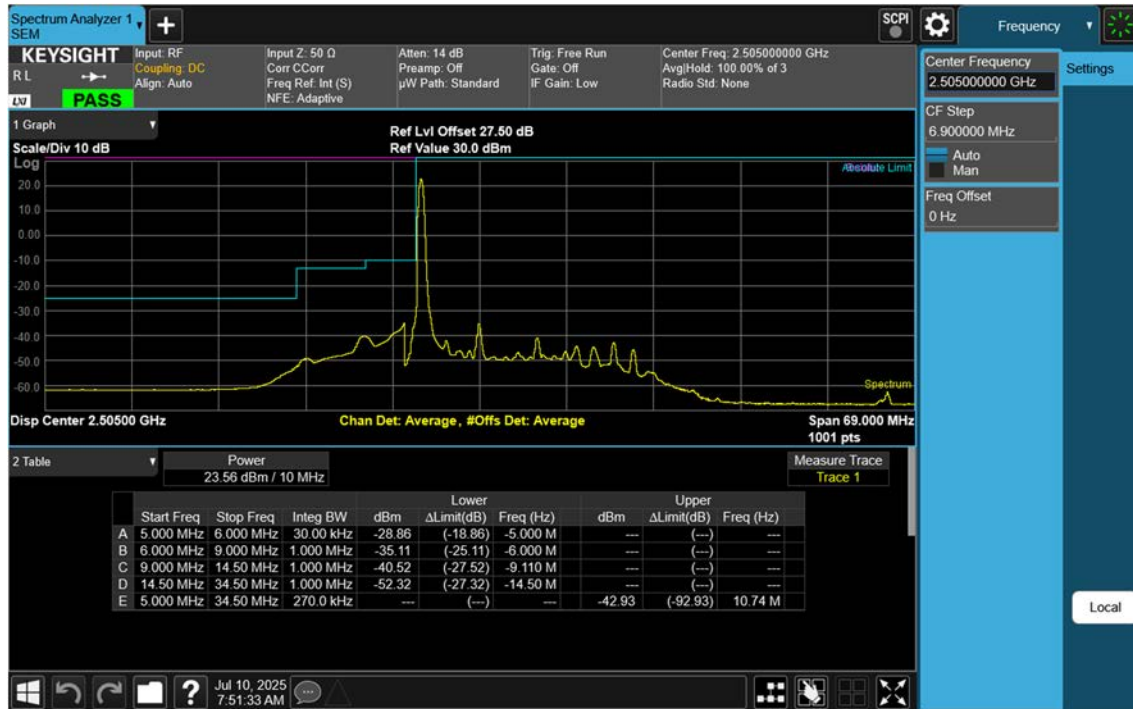 Spectrum Analyzer 1
SEM
SCPI
Frequency
KEYSIGHT
R L
LXI
PASS
Input: RF
Coupling: DC
Align: Auto
Input Z: 50 Ω
Corr CCorr
Freq Ref: Int (S)
NFE: Adaptive
Atten: 14 dB
Preamp: Off
µW Path: Standard
Trig: Free Run
Gate: Off
IF Gain: Low
Center Freq: 2.505000000 GHz
Avg|Hold: 100.00% of 3
Radio Std: None
Center Frequency
2.505000000 GHz
Settings
CF Step
6.900000 MHz
Auto
Man
Freq Offset
0 Hz
Local
1 Graph
Scale/Div 10 dB
Ref Lvl Offset 27.50 dB
Ref Value 30.0 dBm
Log
Limit
20.0
10.0
0.00
-10.0
-20.0
-30.0
-40.0
-50.0
-60.0
Spectrum
Disp Center 2.50500 GHz
Chan Det: Average, #Offs Det: Average
Span 69.000 MHz
1001 pts
2 Table
Power
23.56 dBm / 10 MHz
Measure Trace
Trace 1
Lower Upper
Start Freq Stop Freq Integ BW dBm ΔLimit(dB) Freq (Hz) dBm ΔLimit(dB) Freq (Hz)
A 5.000 MHz 6.000 MHz 30.00 kHz -28.86 (-18.86) -5.000 M --- (---) ---
B 6.000 MHz 9.000 MHz 1.000 MHz -35.11 (-25.11) -6.000 M --- (---) ---
C 9.000 MHz 14.50 MHz 1.000 MHz -40.52 (-27.52) -9.110 M --- (---) ---
D 14.50 MHz 34.50 MHz 1.000 MHz -52.32 (-27.32) -14.50 M --- (---) ---
E 5.000 MHz 34.50 MHz 270.0 kHz --- (---) --- -42.93 (-92.93) 10.74 M
?
Jul 10, 2025
7:51:33 AM